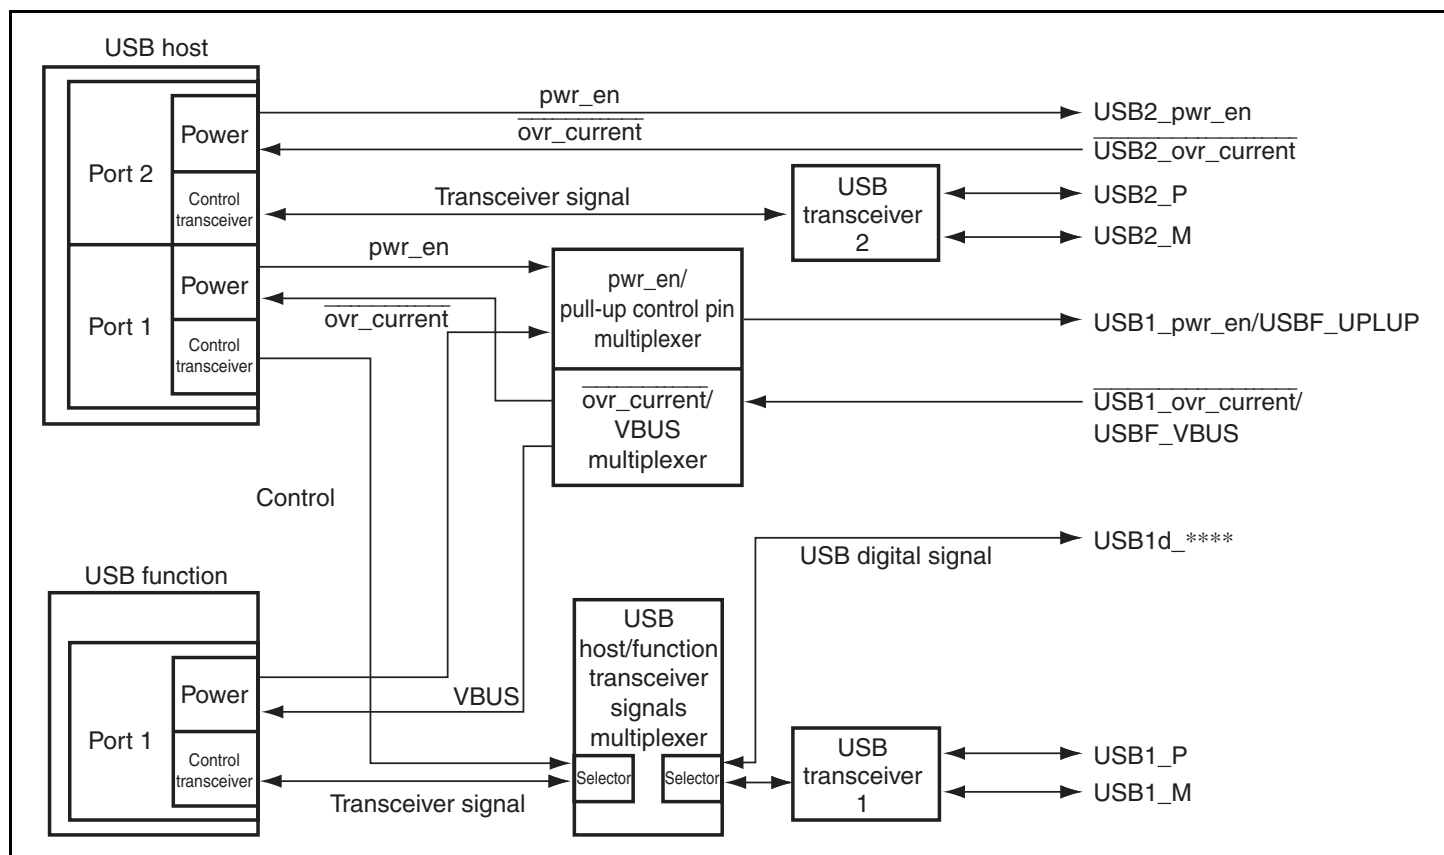 USB host
pwr_en
USB2_pwr_en
Power
ovr_current
USB2_ovr_current
Port 2
Control
transceiver
Transceiver signal
USB
transceiver
2
USB2_P
USB2_M
pwr_en
Power
ovr_current
Port 1
Control
transceiver
pwr_en/
pull-up control pin
multiplexer
USB1_pwr_en/USBF_UPLUP
ovr_current/
VBUS
multiplexer
USB1_ovr_current/
USBF_VBUS
Control
USB digital signal
USB1d_****
USB function
Power
VBUS
Port 1
Control
transceiver
Transceiver signal
USB
host/function
transceiver
signals
multiplexer
Selector
Selector
USB
transceiver
1
USB1_P
USB1_M